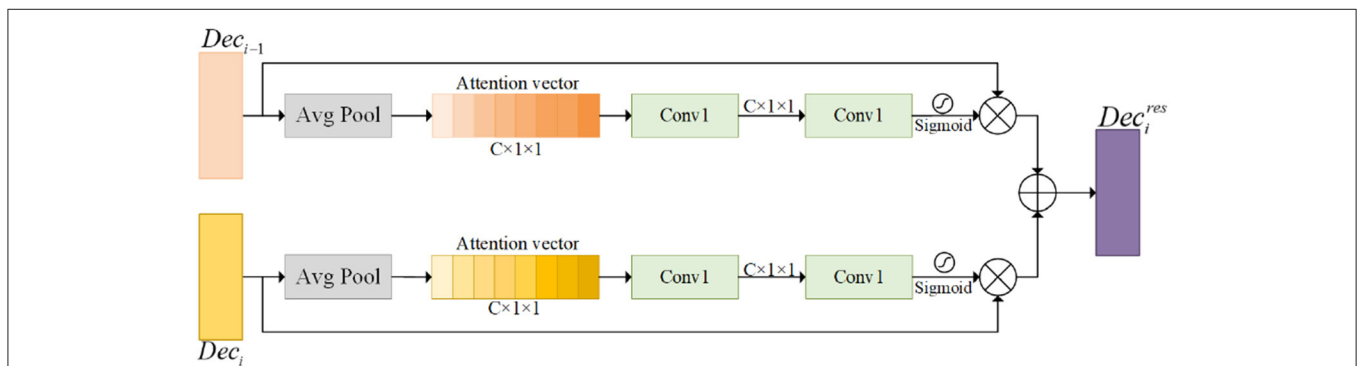 Dec_{i-1}
Attention vector
Avg Pool
C×1×1
Conv1
C×1×1
Conv1
Sigmoid
Dec_i^{res}
Attention vector
Avg Pool
C×1×1
Conv1
C×1×1
Conv1
Sigmoid
Dec_i